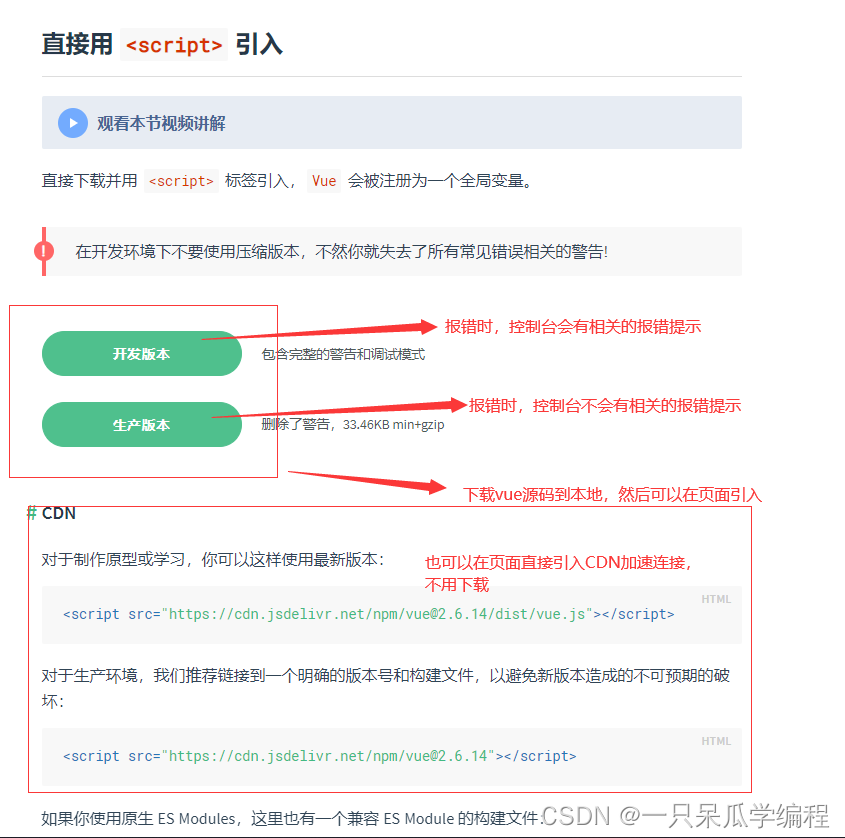 直接用 <script> 引入
观看本节视频讲解
直接下载并用 <script> 标签引入， Vue 会被注册为一个全局变量。
!
在开发环境下不要使用压缩版本，不然你就失去了所有常见错误相关的警告!
报错时，控制台会有相关的报错提示
开发版本
包含完整的警告和调试模式
报错时，控制台不会有相关的报错提示
生产版本
删除了警告，33.46KB min+gzip
下载vue源码到本地，然后可以在页面引入
# CDN
对于制作原型或学习，你可以这样使用最新版本：
也可以在页面直接引入CDN加速连接，
不用下载
HTML
<script src="https://cdn.jsdelivr.net/npm/vue@2.6.14/dist/vue.js"></script>
对于生产环境，我们推荐链接到一个明确的版本号和构建文件，以避免新版本造成的不可预期的破
坏：
HTML
<script src="https://cdn.jsdelivr.net/npm/vue@2.6.14"></script>
如果你使用原生 ES Modules，这里也有一个兼容 ES Module 的构建文件：
CSDN @一只呆瓜学编程